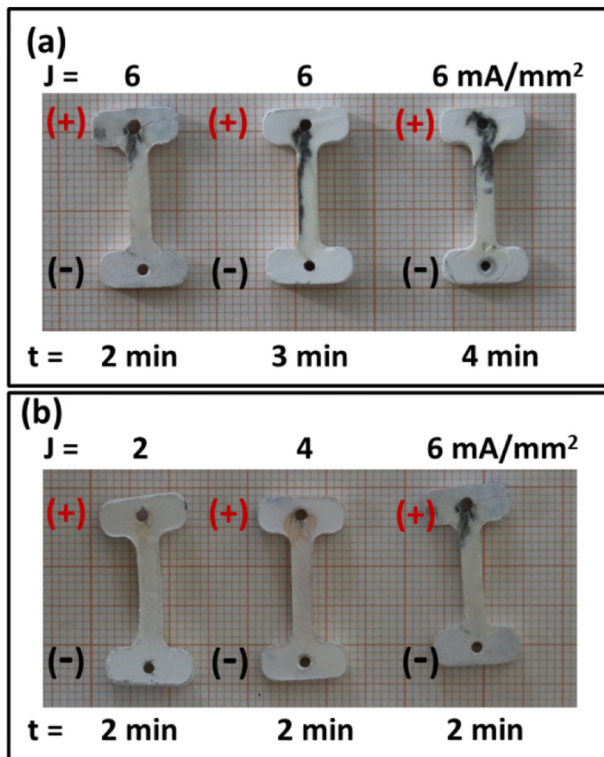 (a)
J = 6 6 6 mA/mm²
(+) (+) (+)
(-) (-) (-)
t = 2 min 3 min 4 min
(b)
J = 2 4 6 mA/mm²
(+) (+) (+)
(-) (-) (-)
t = 2 min 2 min 2 min